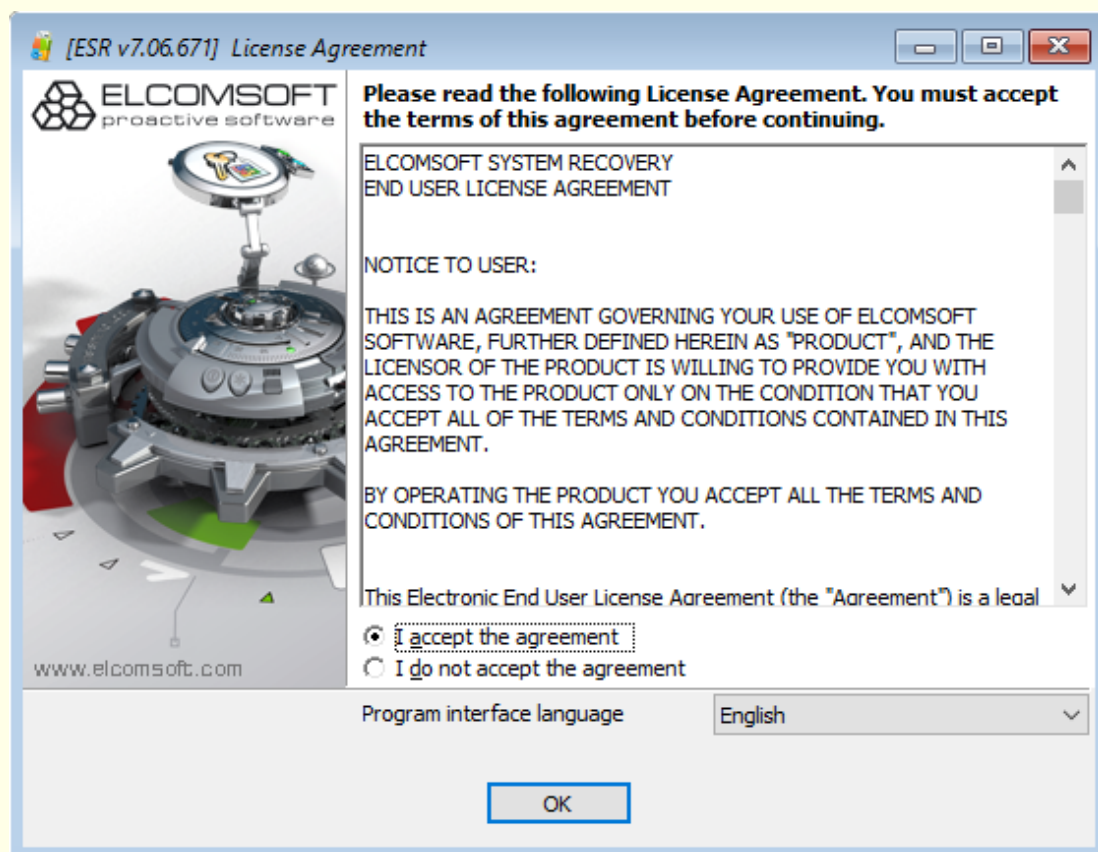 [ESR v7.06.671] License Agreement
ELCOMSOFT
proactive software
Please read the following License Agreement. You must accept
the terms of this agreement before continuing.
ELCOMSOFT SYSTEM RECOVERY
END USER LICENSE AGREEMENT
NOTICE TO USER:
THIS IS AN AGREEMENT GOVERNING YOUR USE OF ELCOMSOFT
SOFTWARE, FURTHER DEFINED HEREIN AS "PRODUCT", AND THE
LICENSOR OF THE PRODUCT IS WILLING TO PROVIDE YOU WITH
ACCESS TO THE PRODUCT ONLY ON THE CONDITION THAT YOU
ACCEPT ALL OF THE TERMS AND CONDITIONS CONTAINED IN THIS
AGREEMENT.
BY OPERATING THE PRODUCT YOU ACCEPT ALL THE TERMS AND
CONDITIONS OF THIS AGREEMENT.
This Electronic End User License Agreement (the "Agreement") is a legal
I accept the agreement
I do not accept the agreement
www.elcomsoft.com
Program interface language
English
OK